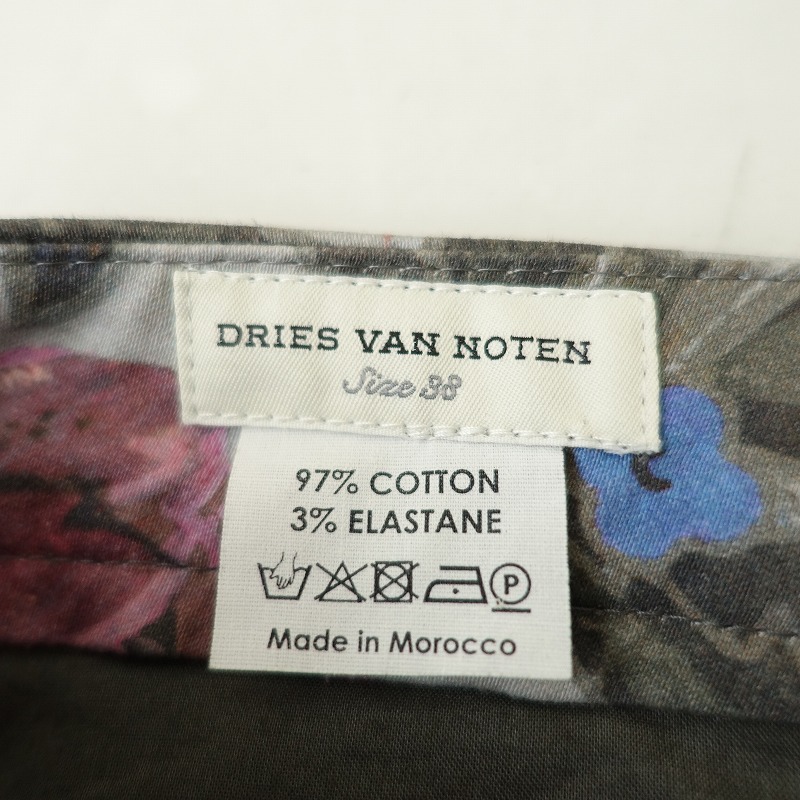 DRIES VAN NOTEN
Size 38
97% COTTON
3% ELASTANE
P
Made in Morocco